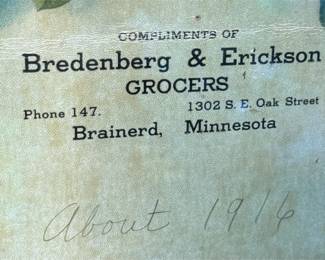 COMPLIMENTS OF
Bredenberg & Erickson
GROCERS
Phone 147. 1302 S. E. Oak Street
Brainerd, Minnesota
About 1916